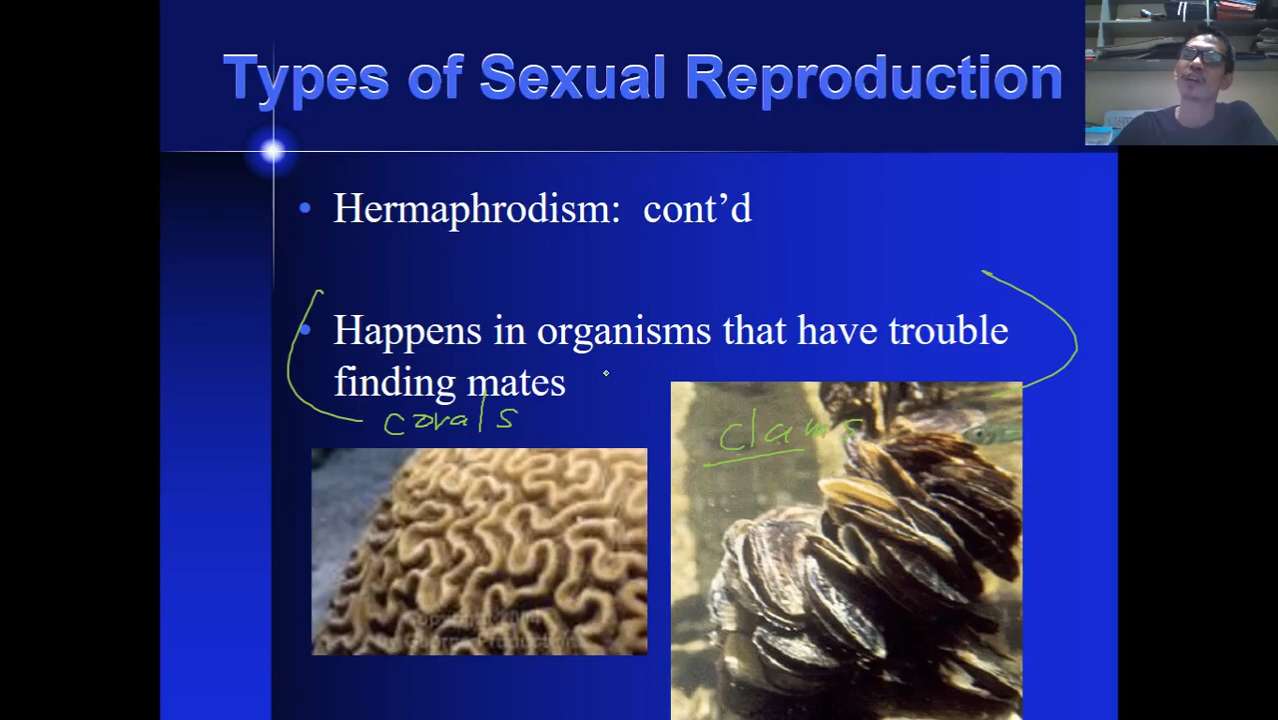 Types of Sexual Reproduction
• Hermaphrodism: cont’d
• Happens in organisms that have trouble
finding mates
corals
clams